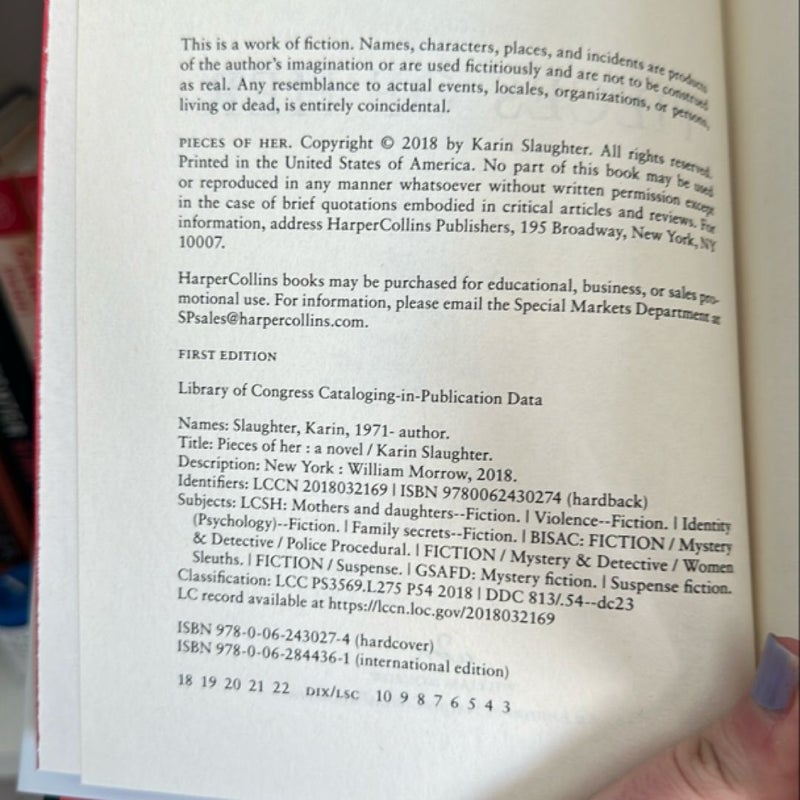 This is a work of fiction. Names, characters, places, and incidents are products
of the author's imagination or are used fictitiously and are not to be construed
as real. Any resemblance to actual events, locales, organizations, or persons,
living or dead, is entirely coincidental.
PIECES OF HER. Copyright © 2018 by Karin Slaughter. All rights reserved.
Printed in the United States of America. No part of this book may be used
or reproduced in any manner whatsoever without written permission except
in the case of brief quotations embodied in critical articles and reviews. For
information, address HarperCollins Publishers, 195 Broadway, New York, NY
10007.
HarperCollins books may be purchased for educational, business, or sales pro-
motional use. For information, please email the Special Markets Department at
SPsales@harpercollins.com.
FIRST EDITION
Library of Congress Cataloging-in-Publication Data
Names: Slaughter, Karin, 1971- author.
Title: Pieces of her : a novel / Karin Slaughter.
Description: New York : William Morrow, 2018.
Identifiers: LCCN 2018032169 | ISBN 9780062430274 (hardback)
Subjects: LCSH: Mothers and daughters--Fiction. | Violence--Fiction. | Identity
(Psychology)--Fiction. | Family secrets--Fiction. | BISAC: FICTION / Mystery
& Detective / Police Procedural. | FICTION / Mystery & Detective / Women
Sleuths. | FICTION / Suspense. | GSAFD: Mystery fiction. | Suspense fiction.
Classification: LCC PS3569.L275 P54 2018 | DDC 813/.54--dc23
LC record available at https://lccn.loc.gov/2018032169
ISBN 978-0-06-243027-4 (hardcover)
ISBN 978-0-06-284436-1 (international edition)
18 19 20 21 22 DIX/LSC 10 9 8 7 6 5 4 3